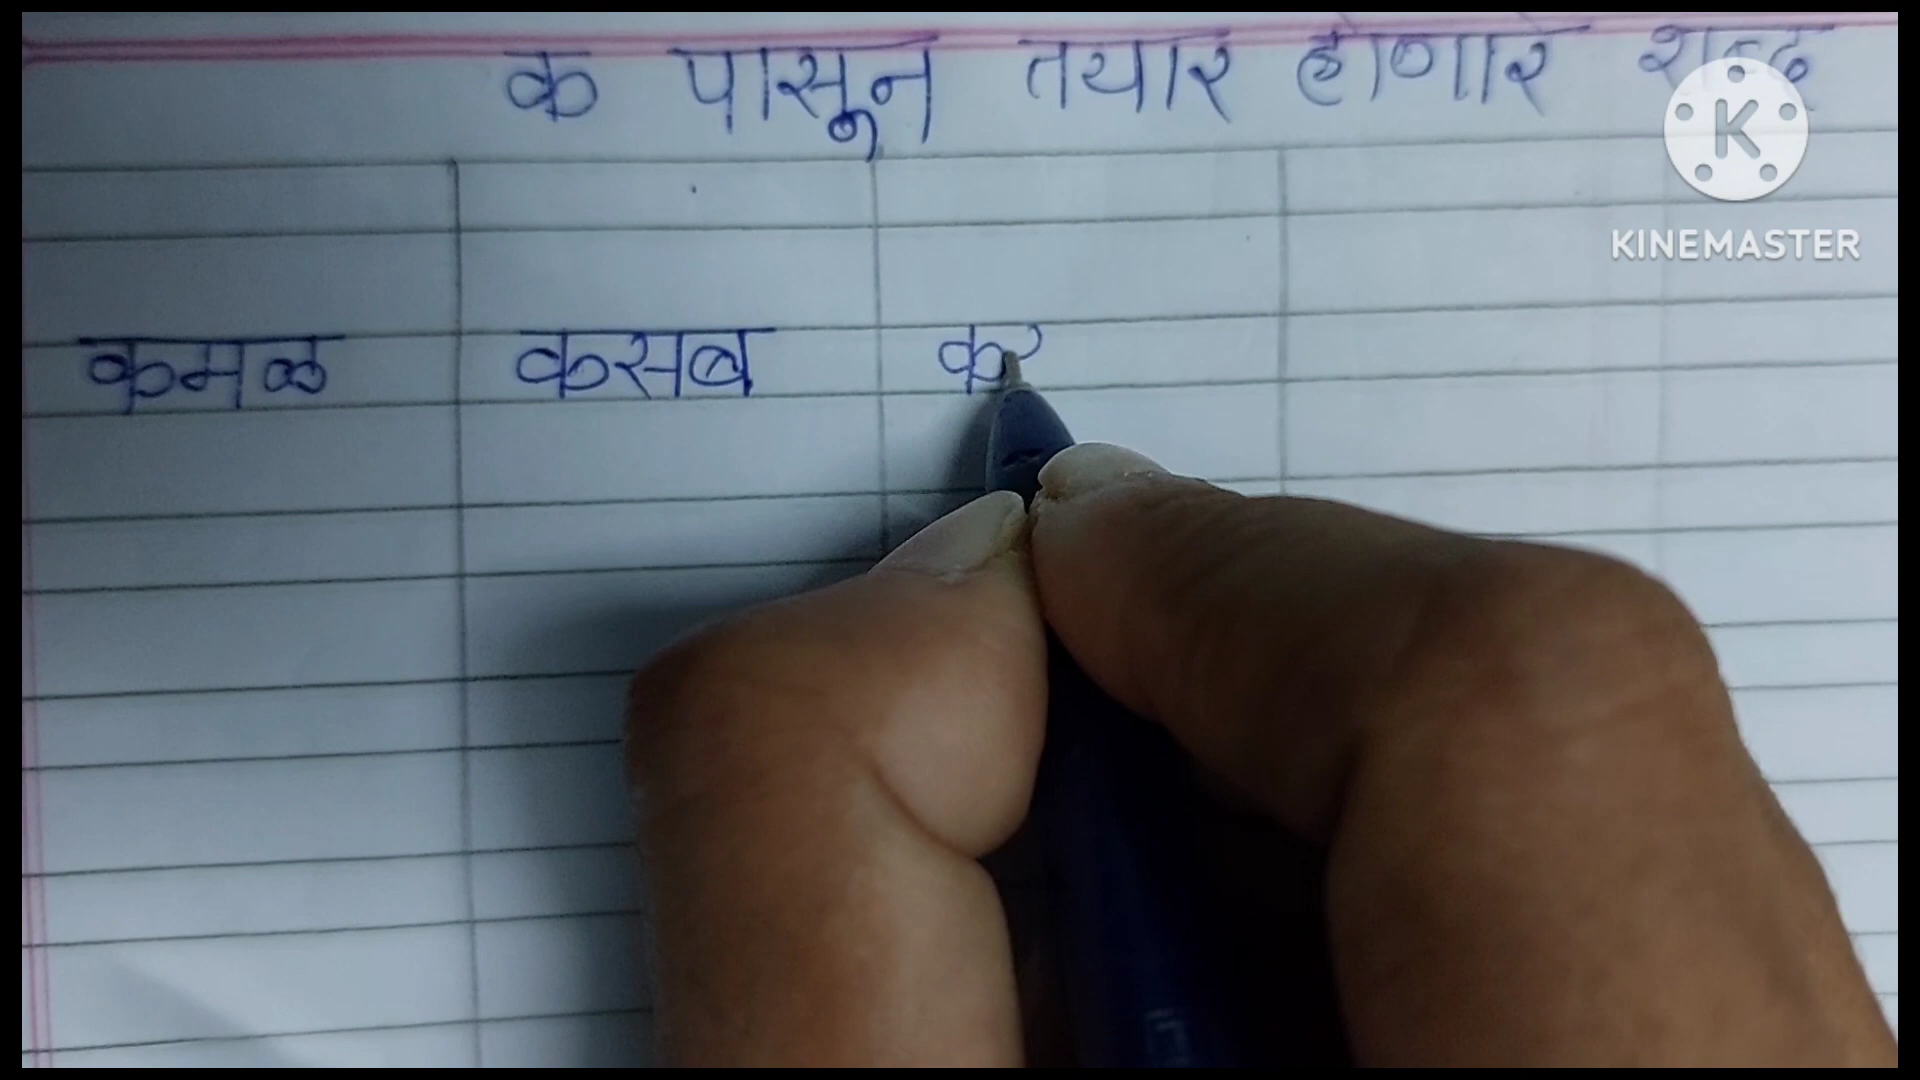 क पासून तयार होणारे शब्द
K
KINEMASTER
कमळ कसब क